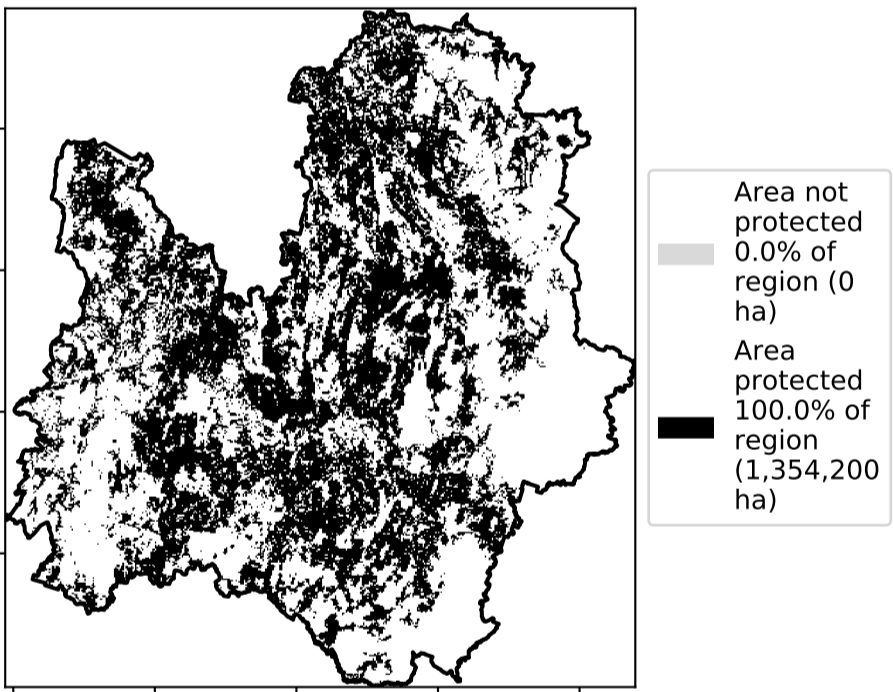 Area not
protected
0.0% of
region (0
ha)
Area
protected
100.0% of
region
(1,354,200
ha)